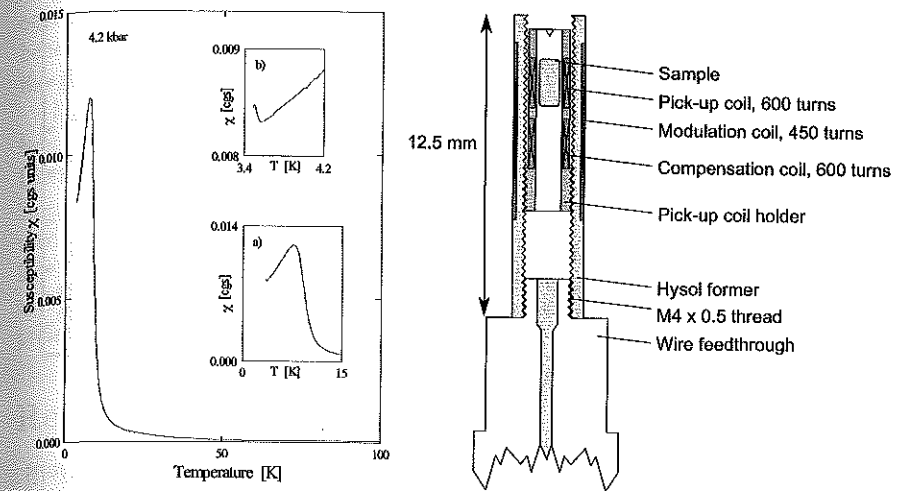 0.015
4.2 kbar
0.010
0.005
0.000
Susceptibility χ [cgs units]
0
50
100
Temperature [K]
0.009
b)
χ [cgs]
0.008
3.4
T [K]
4.2
0.014
a)
χ [cgs]
0.000
0
T [K]
15
12.5 mm
Sample
Pick-up coil, 600 turns
Modulation coil, 450 turns
Compensation coil, 600 turns
Pick-up coil holder
Hysol former
M4 x 0.5 thread
Wire feedthrough